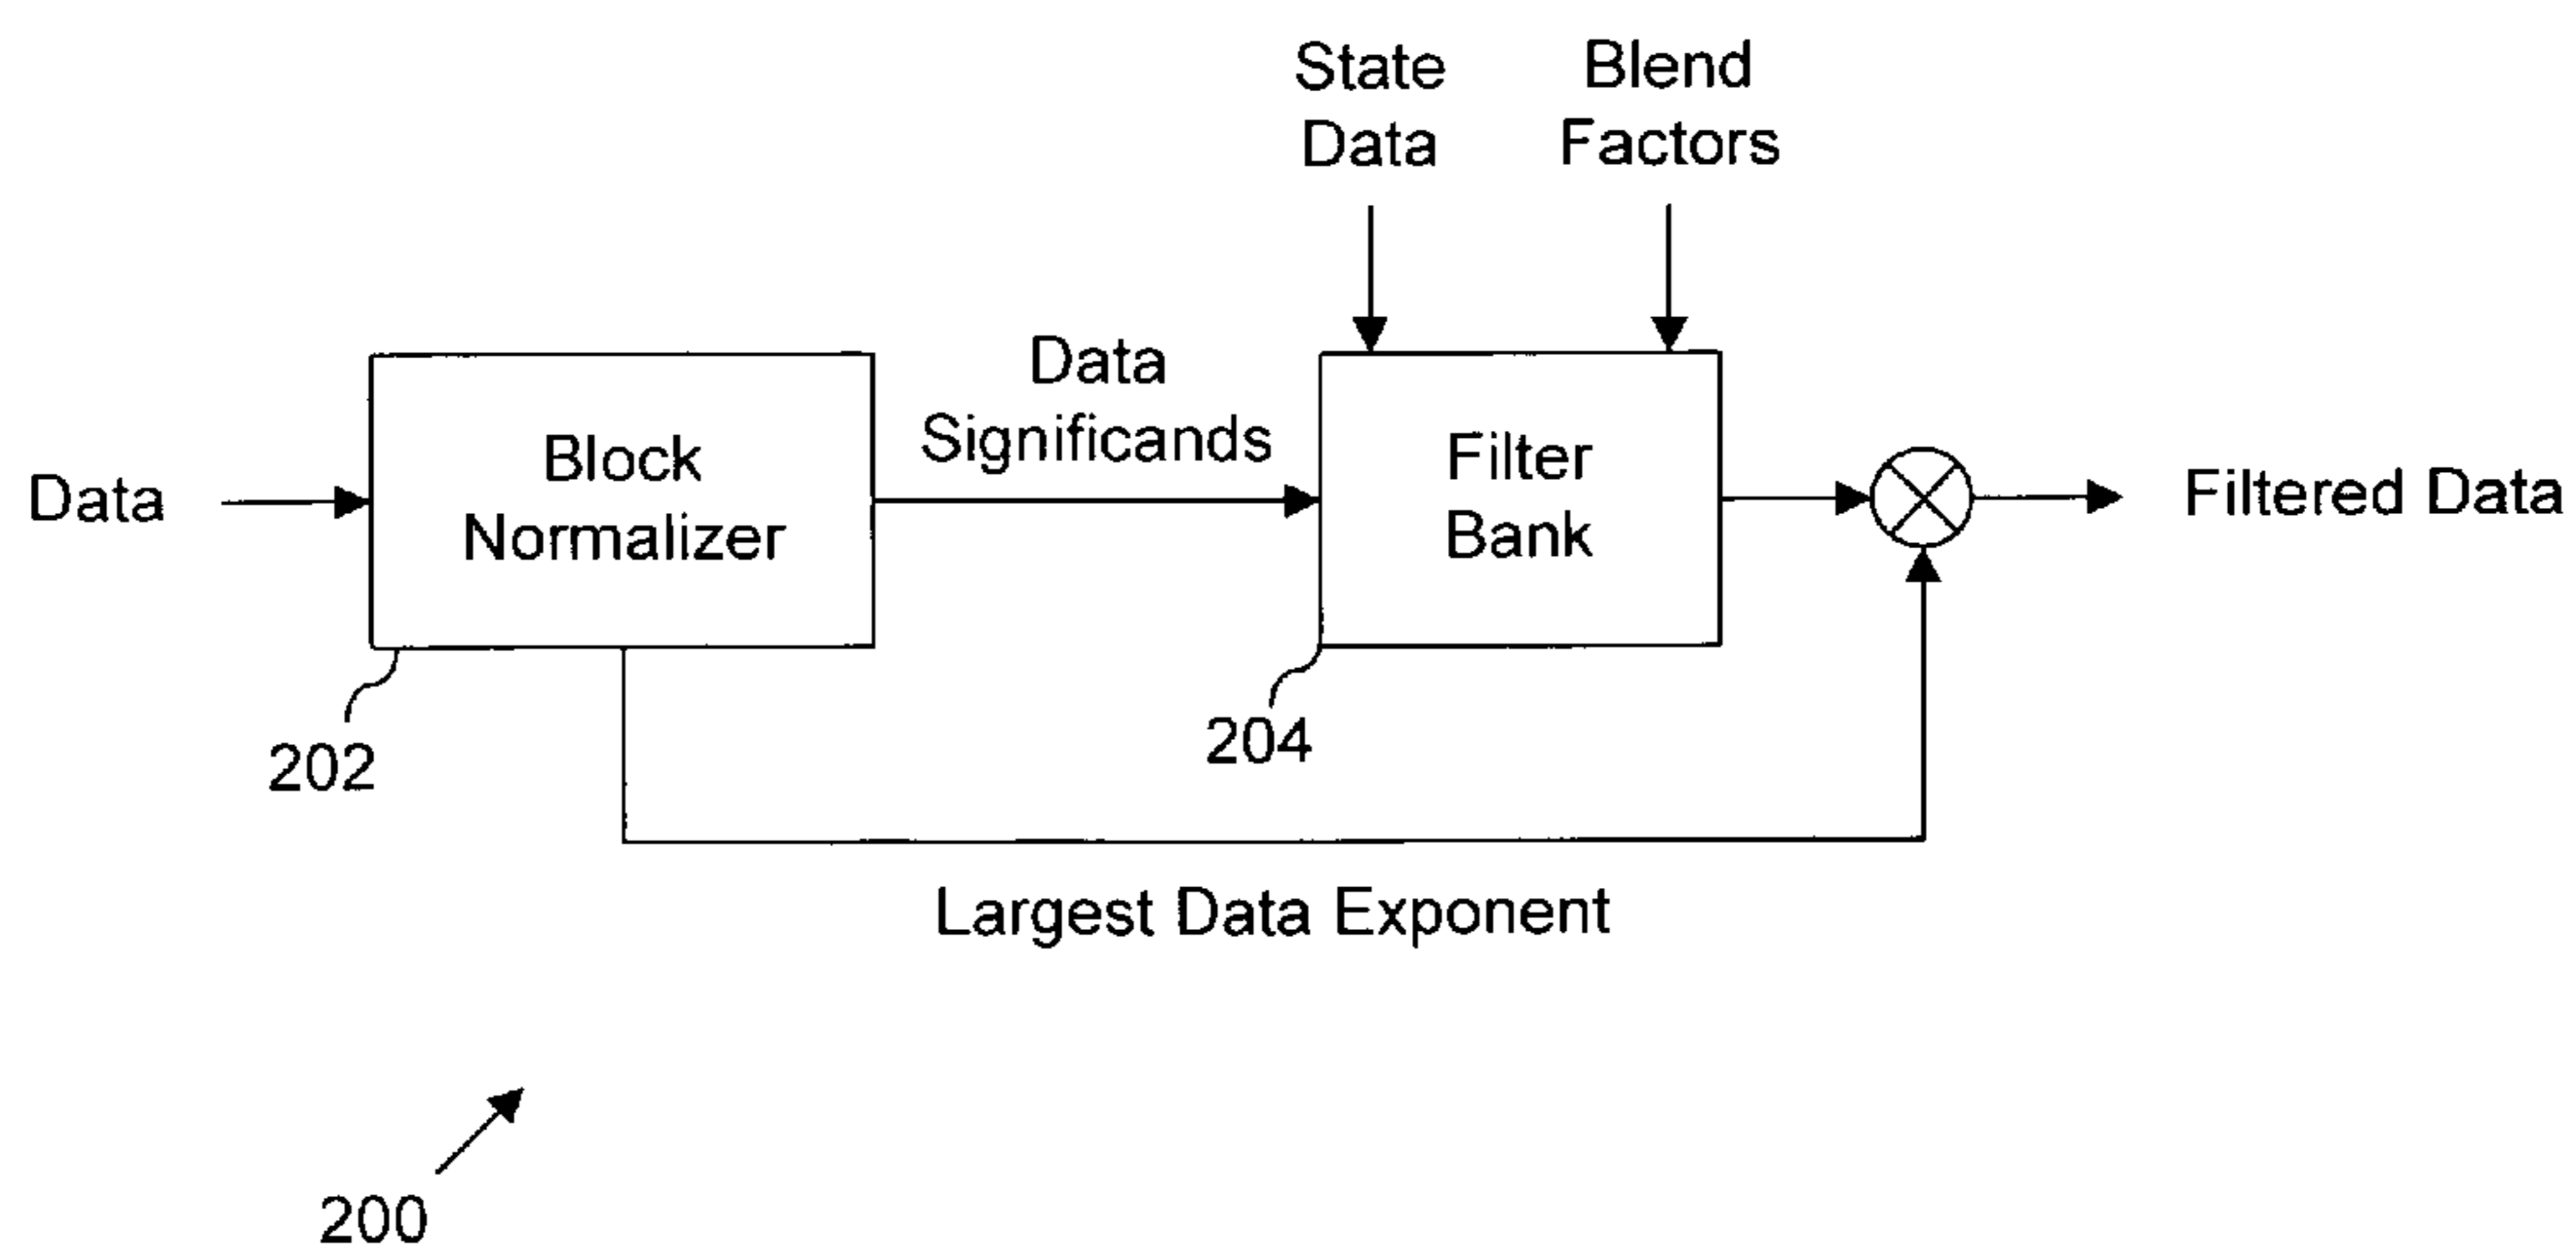 State
Data
Blend
Factors
Data
Block
Normalizer
Data
Significands
Filter
Bank
Filtered Data
202
204
Largest Data Exponent
200